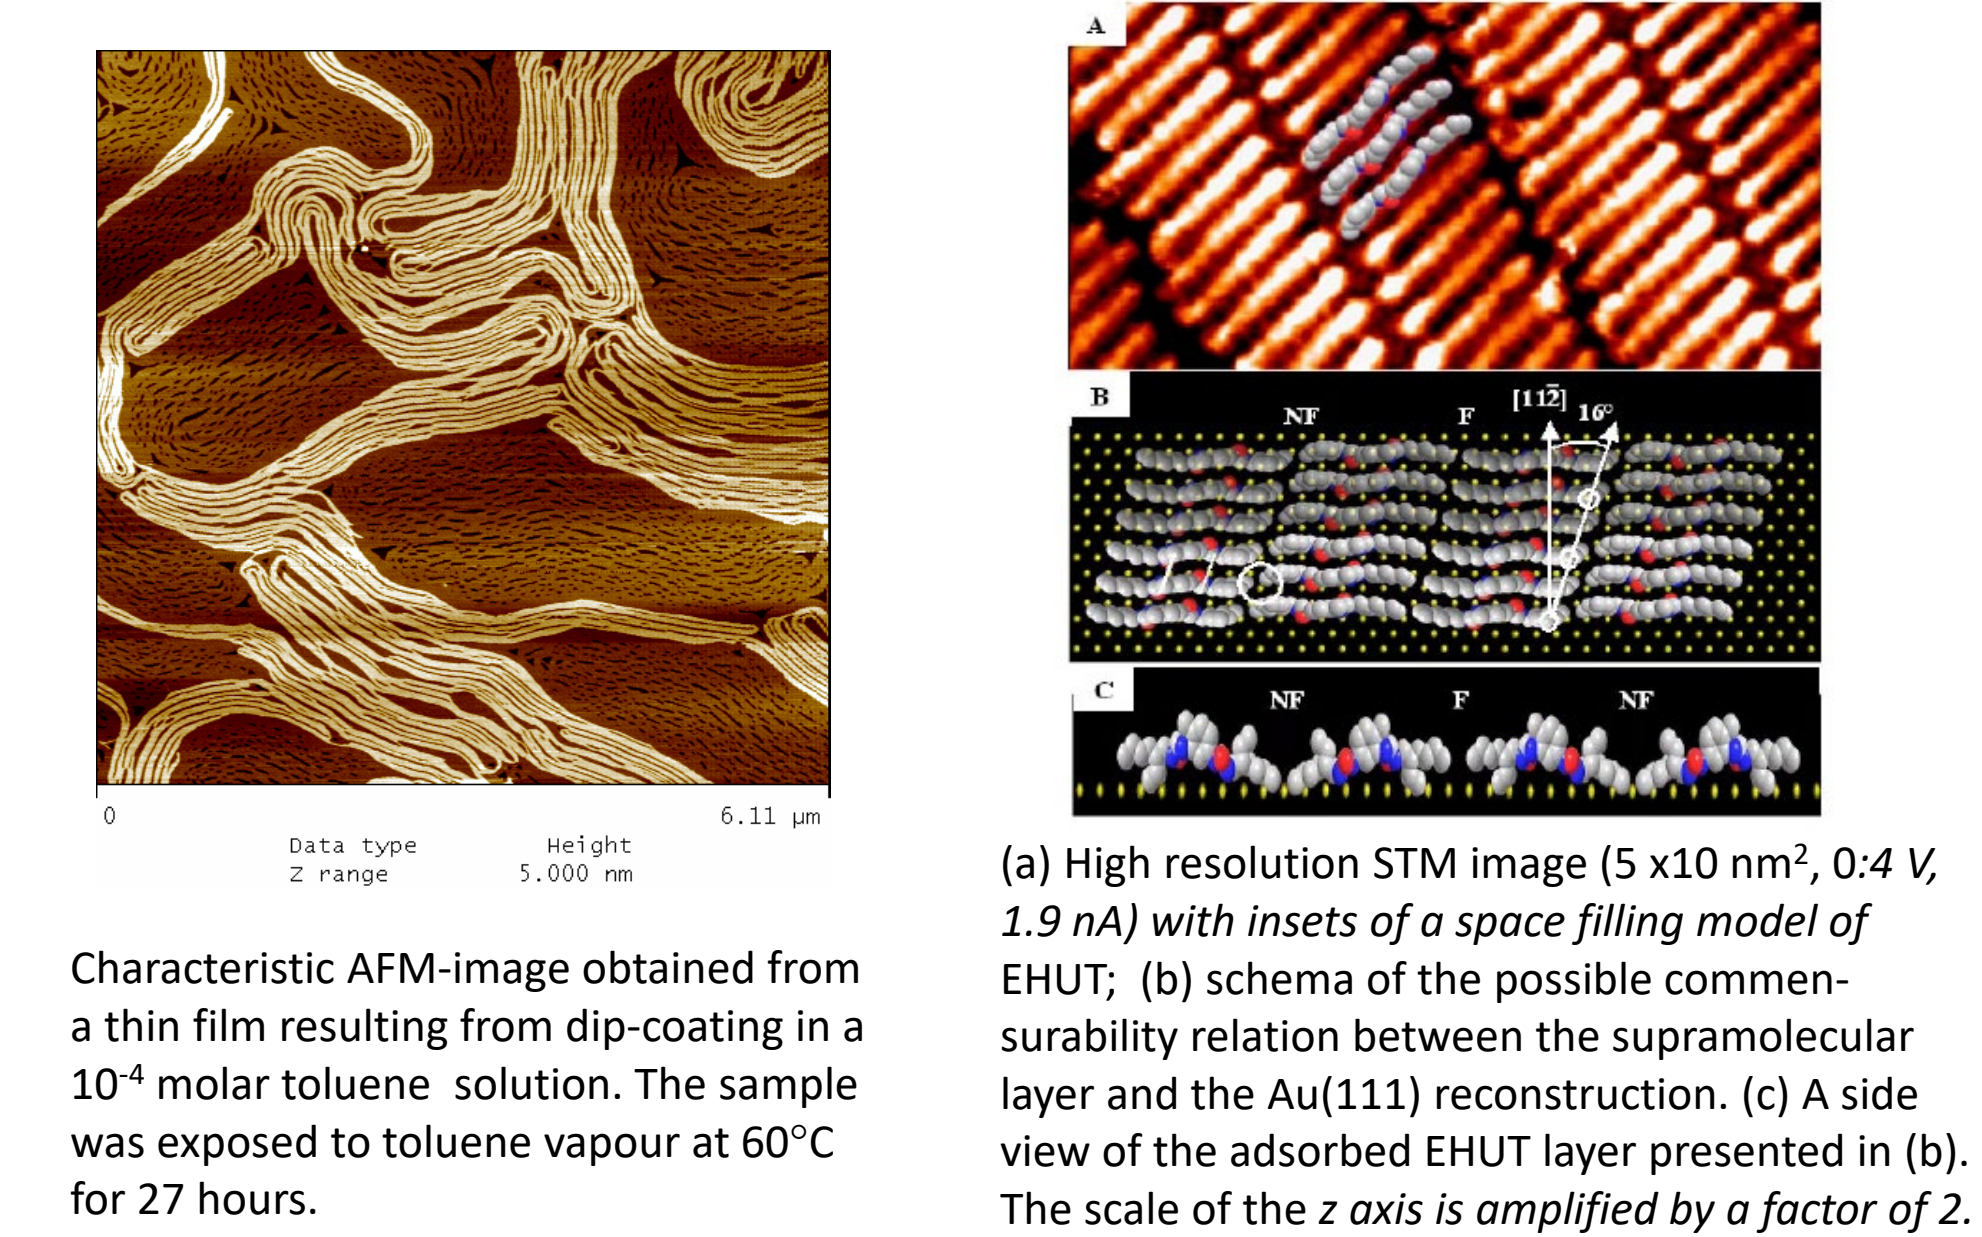 0
6.11 µm
Data type Height
Z range 5.000 nm
Characteristic AFM-image obtained from
a thin film resulting from dip-coating in a
10⁻⁴ molar toluene solution. The sample
was exposed to toluene vapour at 60°C
for 27 hours.
A
B
NF F [112̄] 16°
C
NF F NF
(a) High resolution STM image (5 x10 nm², 0:4 V,
1.9 nA) with insets of a space filling model of
EHUT; (b) schema of the possible commen-
surability relation between the supramolecular
layer and the Au(111) reconstruction. (c) A side
view of the adsorbed EHUT layer presented in (b).
The scale of the z axis is amplified by a factor of 2.